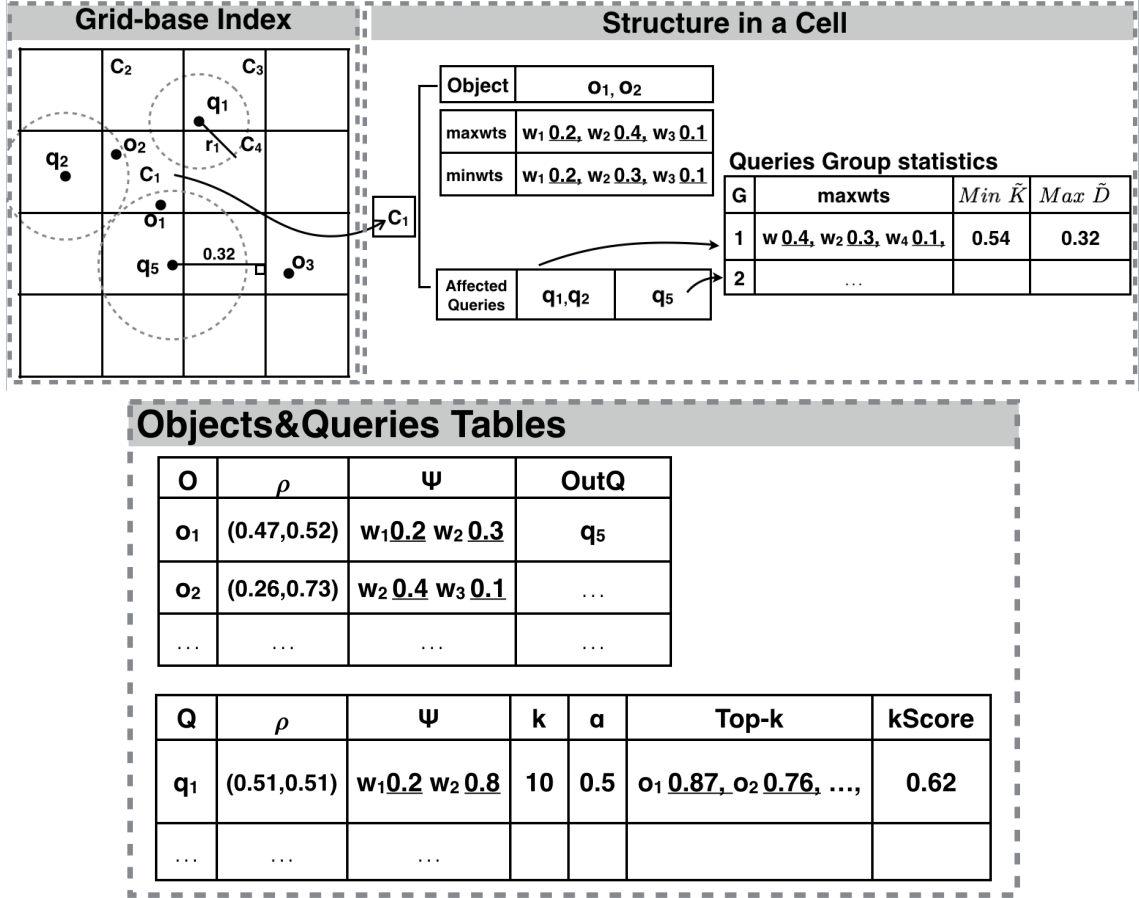 Grid-base Index
C2 C3
q1
r1 C4
o2
q2
C1
o1
0.32
q5
o3
Structure in a Cell
C1
Object o1, o2
maxwts w1 0.2, w2 0.4, w3 0.1
minwts w1 0.2, w2 0.3, w3 0.1
Affected Queries q1,q2 q5
Queries Group statistics
G maxwts Min K̃ Max D̃
1 w 0.4, w2 0.3, w4 0.1, 0.54 0.32
2 ...
Objects&Queries Tables
O ρ Ψ OutQ
o1 (0.47,0.52) w1 0.2 w2 0.3 q5
o2 (0.26,0.73) w2 0.4 w3 0.1 ...
... ... ... ...
Q ρ Ψ k α Top-k kScore
q1 (0.51,0.51) w1 0.2 w2 0.8 10 0.5 o1 0.87, o2 0.76, ..., 0.62
... ... ...